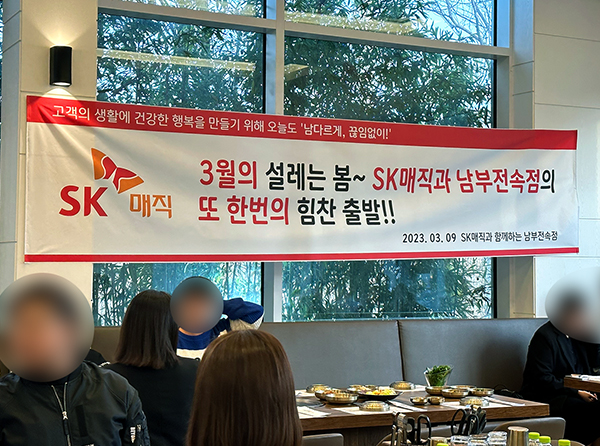 고객의 생활에 건강한 행복을 만들기 위해 오늘도 '남다르게, 끊임없이!'
SK 매직
3월의 설레는 봄~ SK매직과 남부전속점의
또 한번의 힘찬 출발!!
2023. 03. 09 SK매직과 함께하는 남부전속점